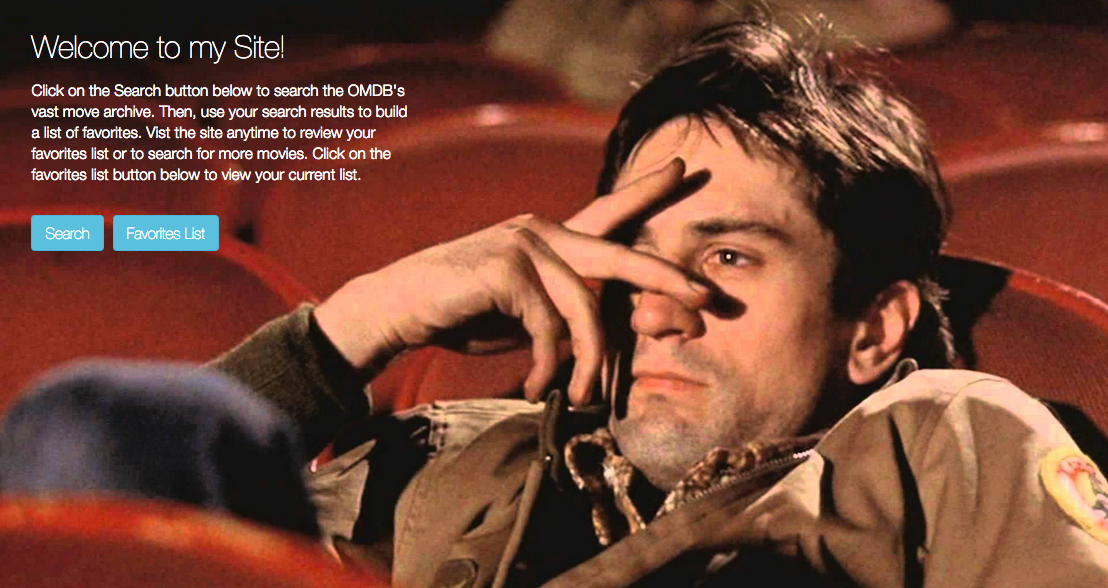 Welcome to my Site!
Click on the Search button below to search the OMDB's
vast move archive. Then, use your search results to build
a list of favorites. Vist the site anytime to review your
favorites list or to search for more movies. Click on the
favorites list button below to view your current list.
Search
Favorites List